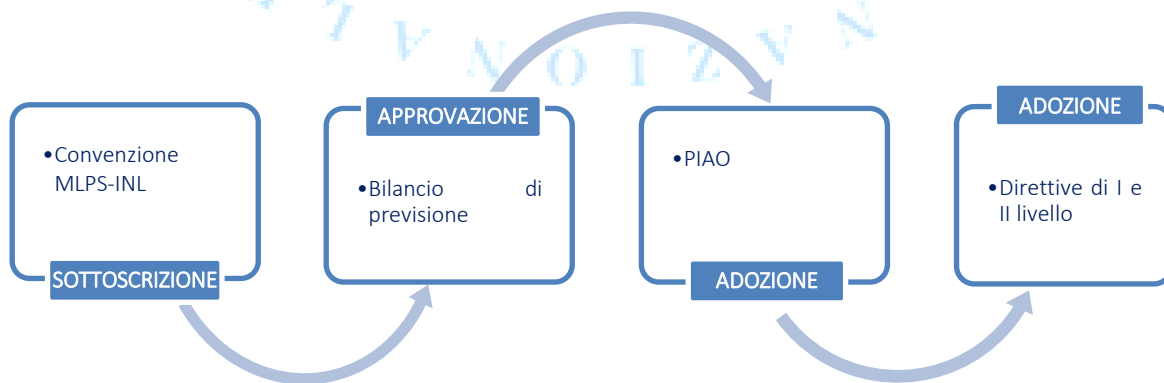 •Convenzione
MLPS-INL
SOTTOSCRIZIONE
APPROVAZIONE
•Bilancio di
previsione
•PIAO
ADOZIONE
ADOZIONE
•Direttive di I e
II livello